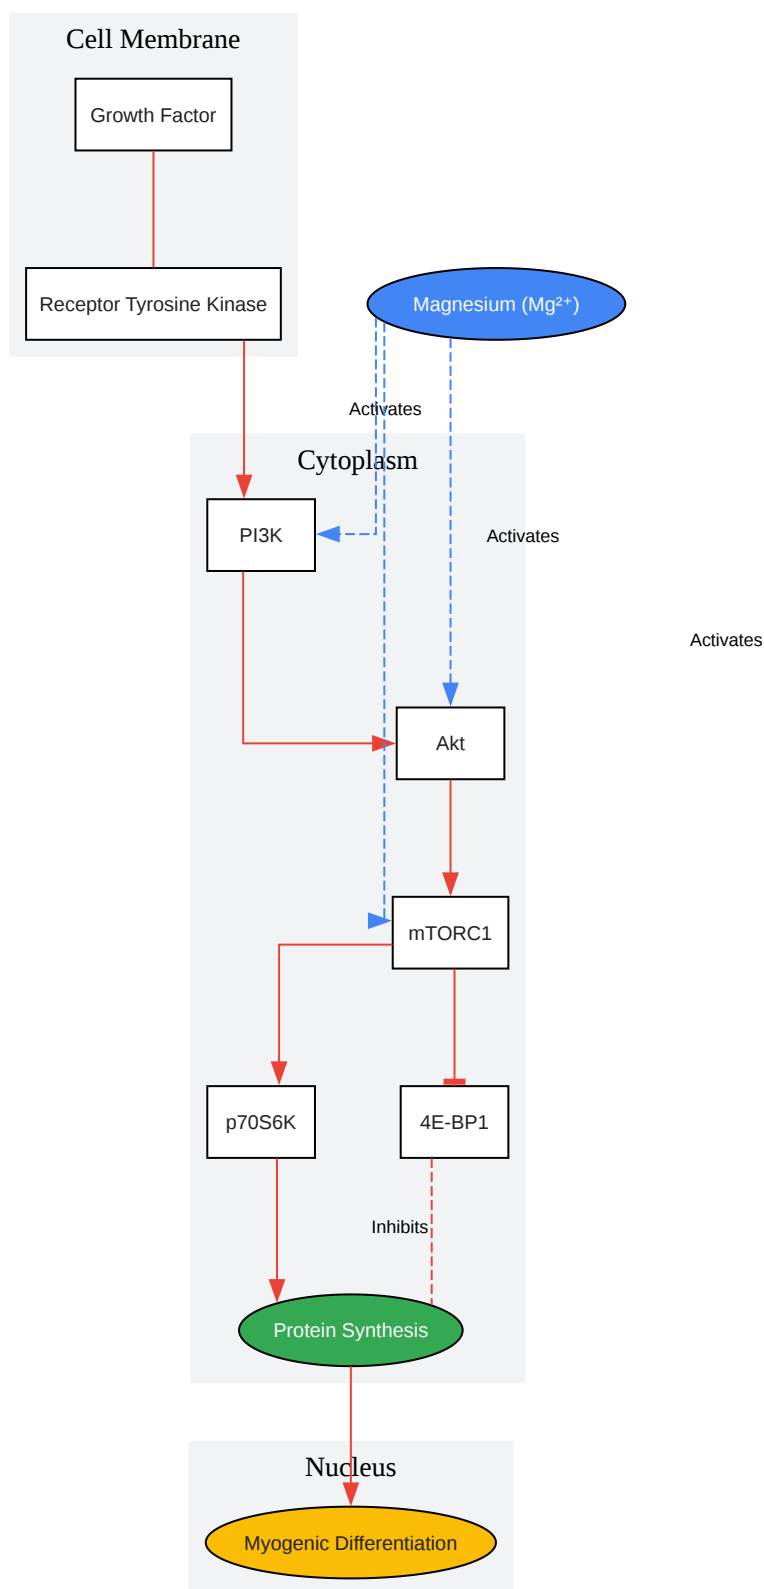 Cell Membrane
Growth Factor
Receptor Tyrosine Kinase
Magnesium (Mg²⁺)
Activates
Cytoplasm
PI3K
Activates
Activates
Akt
mTORC1
p70S6K
4E-BP1
Inhibits
Protein Synthesis
Nucleus
Myogenic Differentiation